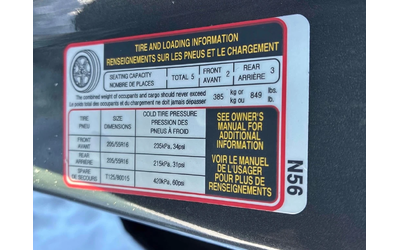 TIRE AND LOADING INFORMATION
RENSEIGNEMENTS SUR LES PNEUS ET LE CHARGEMENT
SEATING CAPACITY
NOMBRE DE PLACES
TOTAL 5
FRONT
AVANT 2
REAR
ARRIÈRE 3
The combined weight of occupants and cargo should never exceed 385 kg or 849 lbs.
Le poids total des occupants et du chargement ne doit jamais dépasser kg ou lb.
TIRE
PNEU
SIZE
DIMENSIONS
COLD TIRE PRESSURE
PRESSION DES
PNEUS À FROID
FRONT
AVANT
205/55R16
235kPa, 34psi
REAR
ARRIÈRE
205/55R16
215kPa, 31psi
SPARE
DE SECOURS
T125/80D15
420kPa, 60psi
SEE OWNER'S
MANUAL FOR
ADDITIONAL
INFORMATION
VOIR LE MANUEL
DE L'USAGER
POUR PLUS DE
RENSEIGNEMENTS
N56